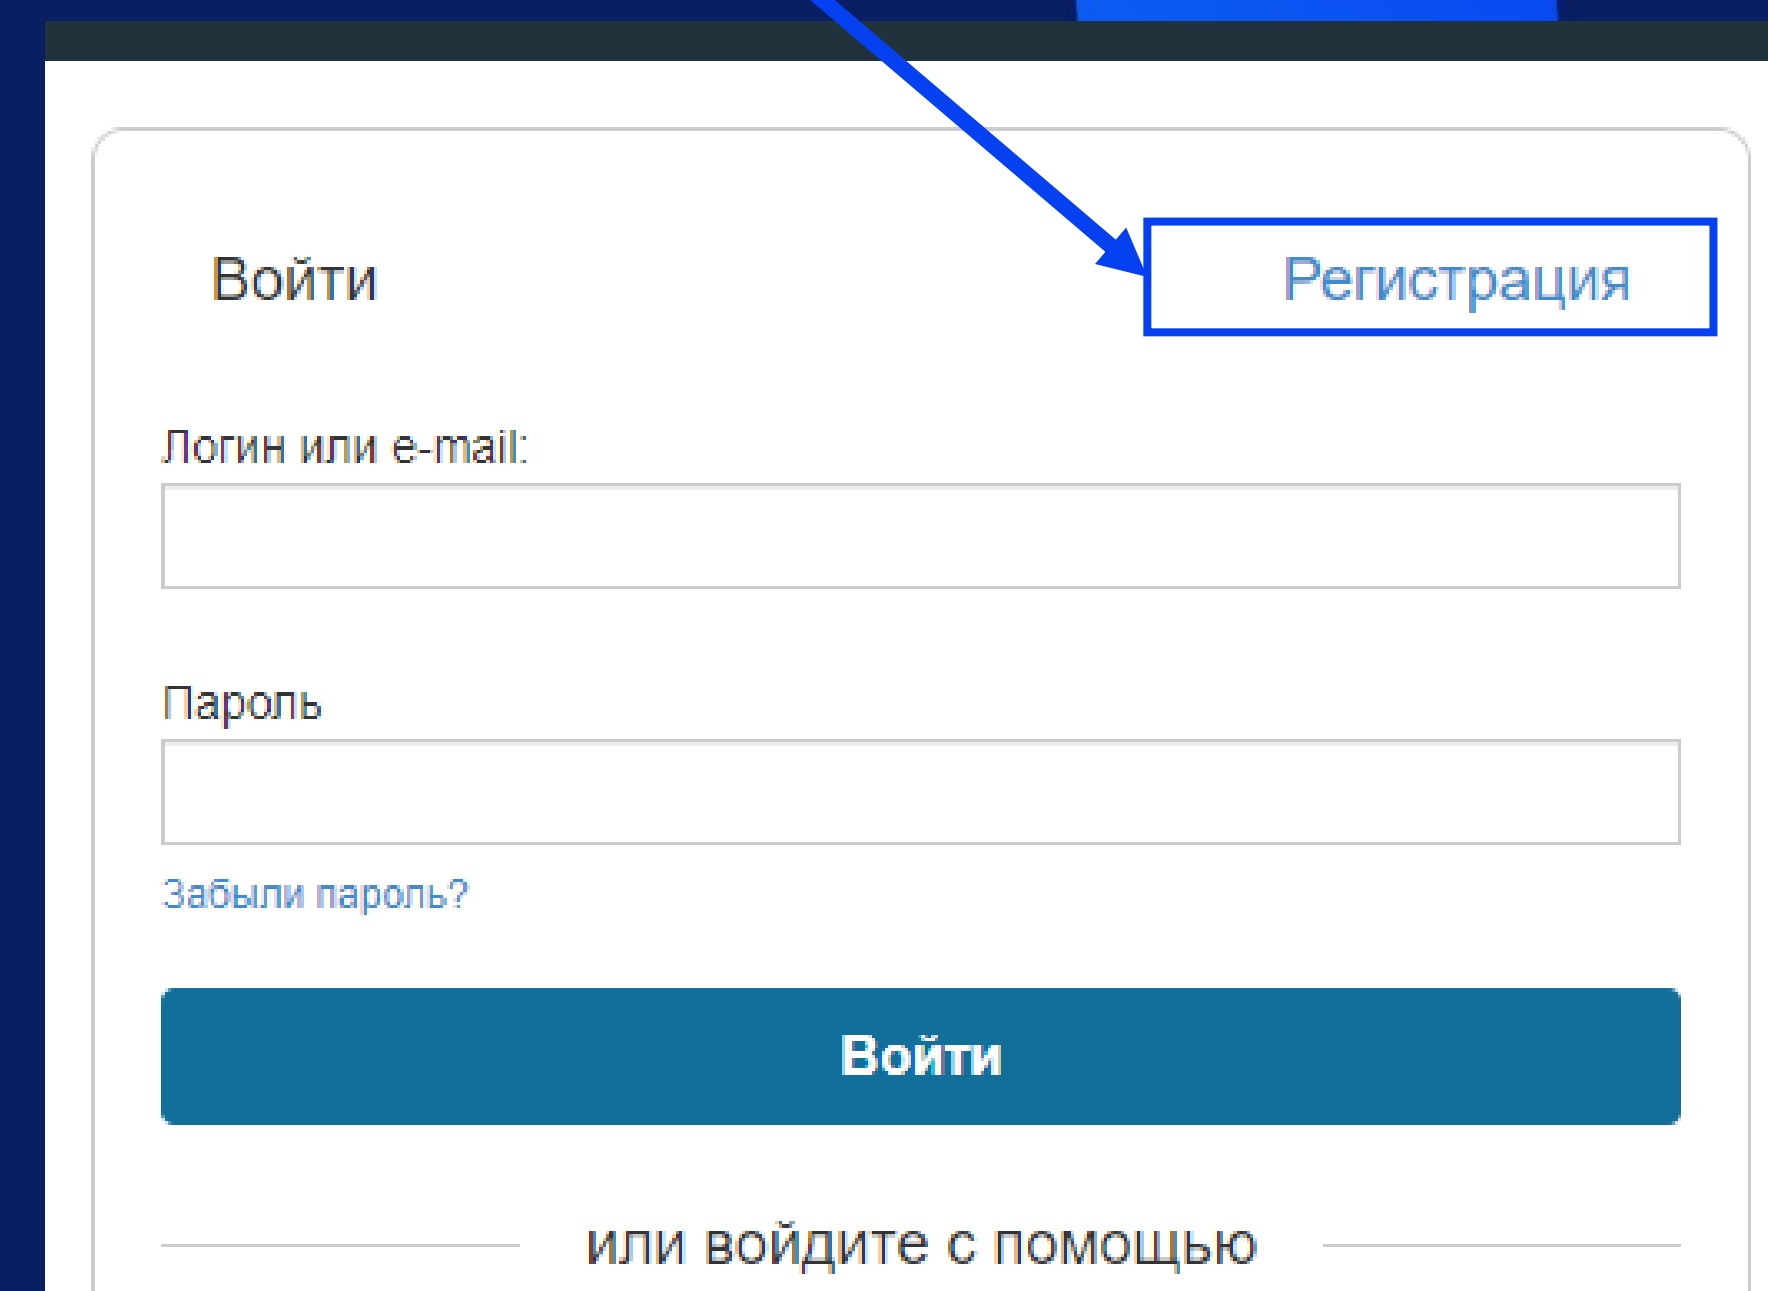 Войти
Регистрация
Логин или e-mail:
Пароль
Забыли пароль?
Войти
или войдите с помощью